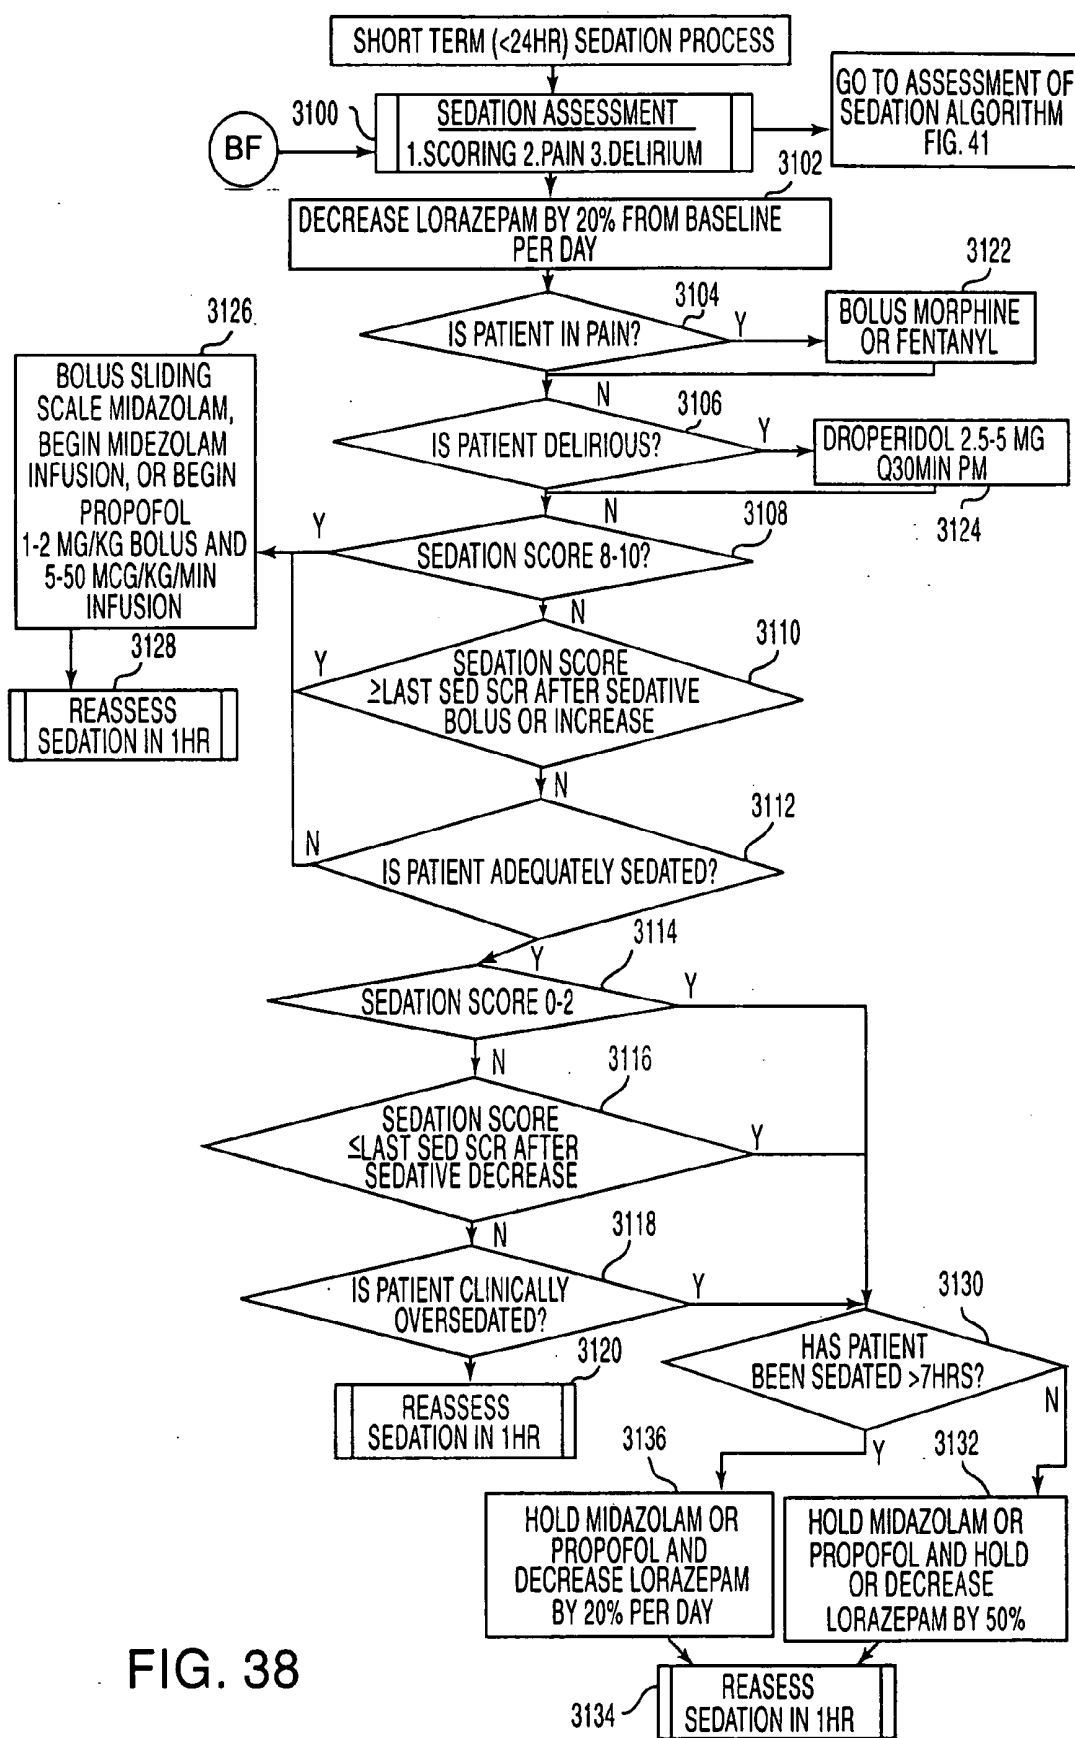 SHORT TERM (<24HR) SEDATION PROCESS
3100
SEDATION ASSESSMENT
1.SCORING 2.PAIN 3.DELIRIUM
GO TO ASSESSMENT OF
SEDATION ALGORITHM
FIG. 41
BF
3102
DECREASE LORAZEPAM BY 20% FROM BASELINE
PER DAY
3104
IS PATIENT IN PAIN?
Y
3122
BOLUS MORPHINE
OR FENTANYL
N
3126
BOLUS SLIDING
SCALE MIDAZOLAM,
BEGIN MIDEZOLAM
INFUSION, OR BEGIN
PROPOFOL
1-2 MG/KG BOLUS AND
5-50 MCG/KG/MIN
INFUSION
3106
IS PATIENT DELIRIOUS?
Y
DROPERIDOL 2.5-5 MG
Q30MIN PM
3124
N
3108
Y
SEDATION SCORE 8-10?
N
3128
REASSESS
SEDATION IN 1HR
3110
Y
SEDATION SCORE
≥LAST SED SCR AFTER SEDATIVE
BOLUS OR INCREASE
N
3112
N
IS PATIENT ADEQUATELY SEDATED?
Y
3114
SEDATION SCORE 0-2
Y
N
3116
SEDATION SCORE
≤LAST SED SCR AFTER
SEDATIVE DECREASE
Y
N
3118
IS PATIENT CLINICALLY
OVERSEDATED?
Y
3120
REASSESS
SEDATION IN 1HR
3130
HAS PATIENT
BEEN SEDATED >7HRS?
N
Y
3136
HOLD MIDAZOLAM OR
PROPOFOL AND
DECREASE LORAZEPAM
BY 20% PER DAY
3132
HOLD MIDAZOLAM OR
PROPOFOL AND HOLD
OR DECREASE
LORAZEPAM BY 50%
3134
REASESS
SEDATION IN 1HR
FIG. 38